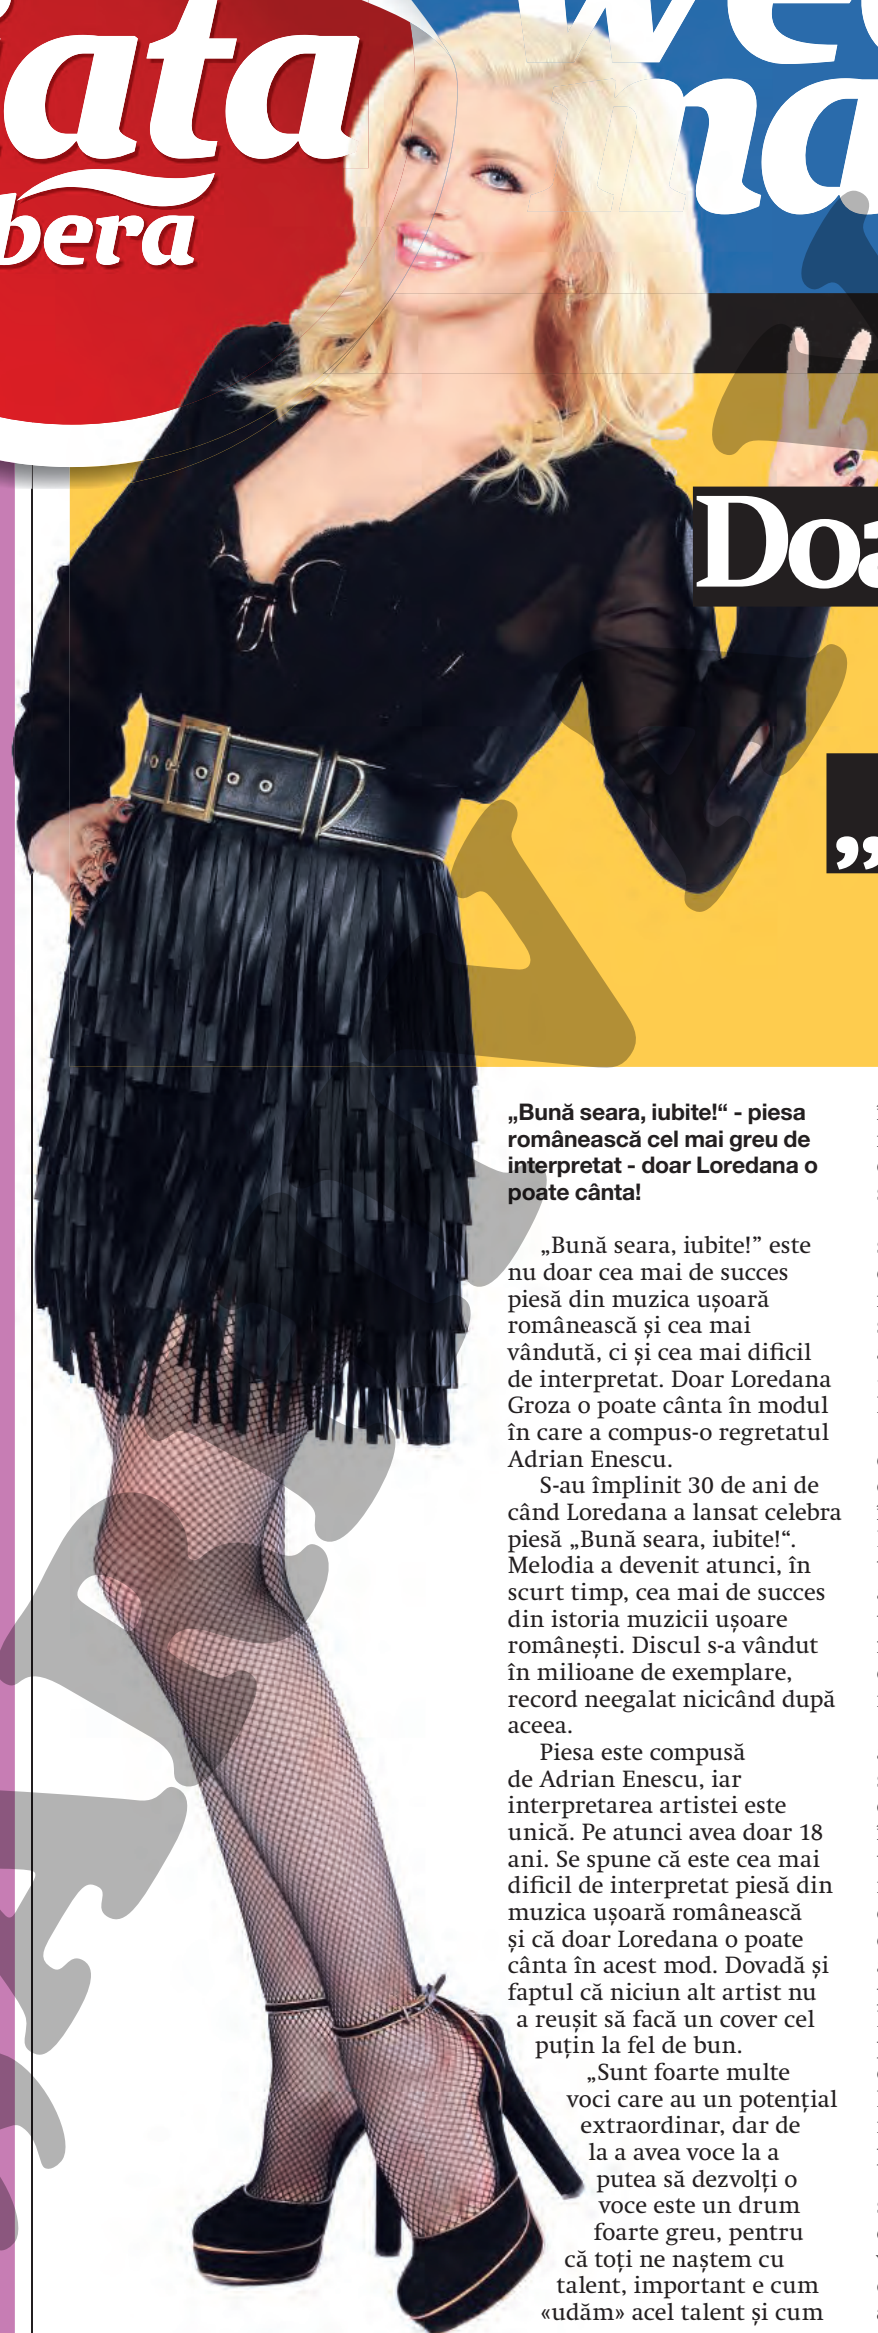 iata
bera
wee
ma
Doa
„
„Bună seara, iubite!“ - piesa
românească cel mai greu de
interpretat - doar Loredana o
poate cânta!
„Bună seara, iubite!” este
nu doar cea mai de succes
piesă din muzica ușoară
românească și cea mai
vândută, ci și cea mai dificil
de interpretat. Doar Loredana
Groza o poate cânta în modul
în care a compus-o regretatul
Adrian Enescu.
S-au împlinit 30 de ani de
când Loredana a lansat celebra
piesă „Bună seara, iubite!“.
Melodia a devenit atunci, în
scurt timp, cea mai de succes
din istoria muzicii ușoare
românești. Discul s-a vândut
în milioane de exemplare,
record neegalat nicicând după
aceea.
Piesa este compusă
de Adrian Enescu, iar
interpretarea artistei este
unică. Pe atunci avea doar 18
ani. Se spune că este cea mai
dificil de interpretat piesă din
muzica ușoară românească
și că doar Loredana o poate
cânta în acest mod. Dovadă și
faptul că niciun alt artist nu
a reușit să facă un cover cel
puțin la fel de bun.
„Sunt foarte multe
voci care au un potențial
extraordinar, dar de
la a avea voce la a
putea să dezvolți o
voce este un drum
foarte greu, pentru
că toți ne naștem cu
talent, important e cum
«udăm» acel talent și cum